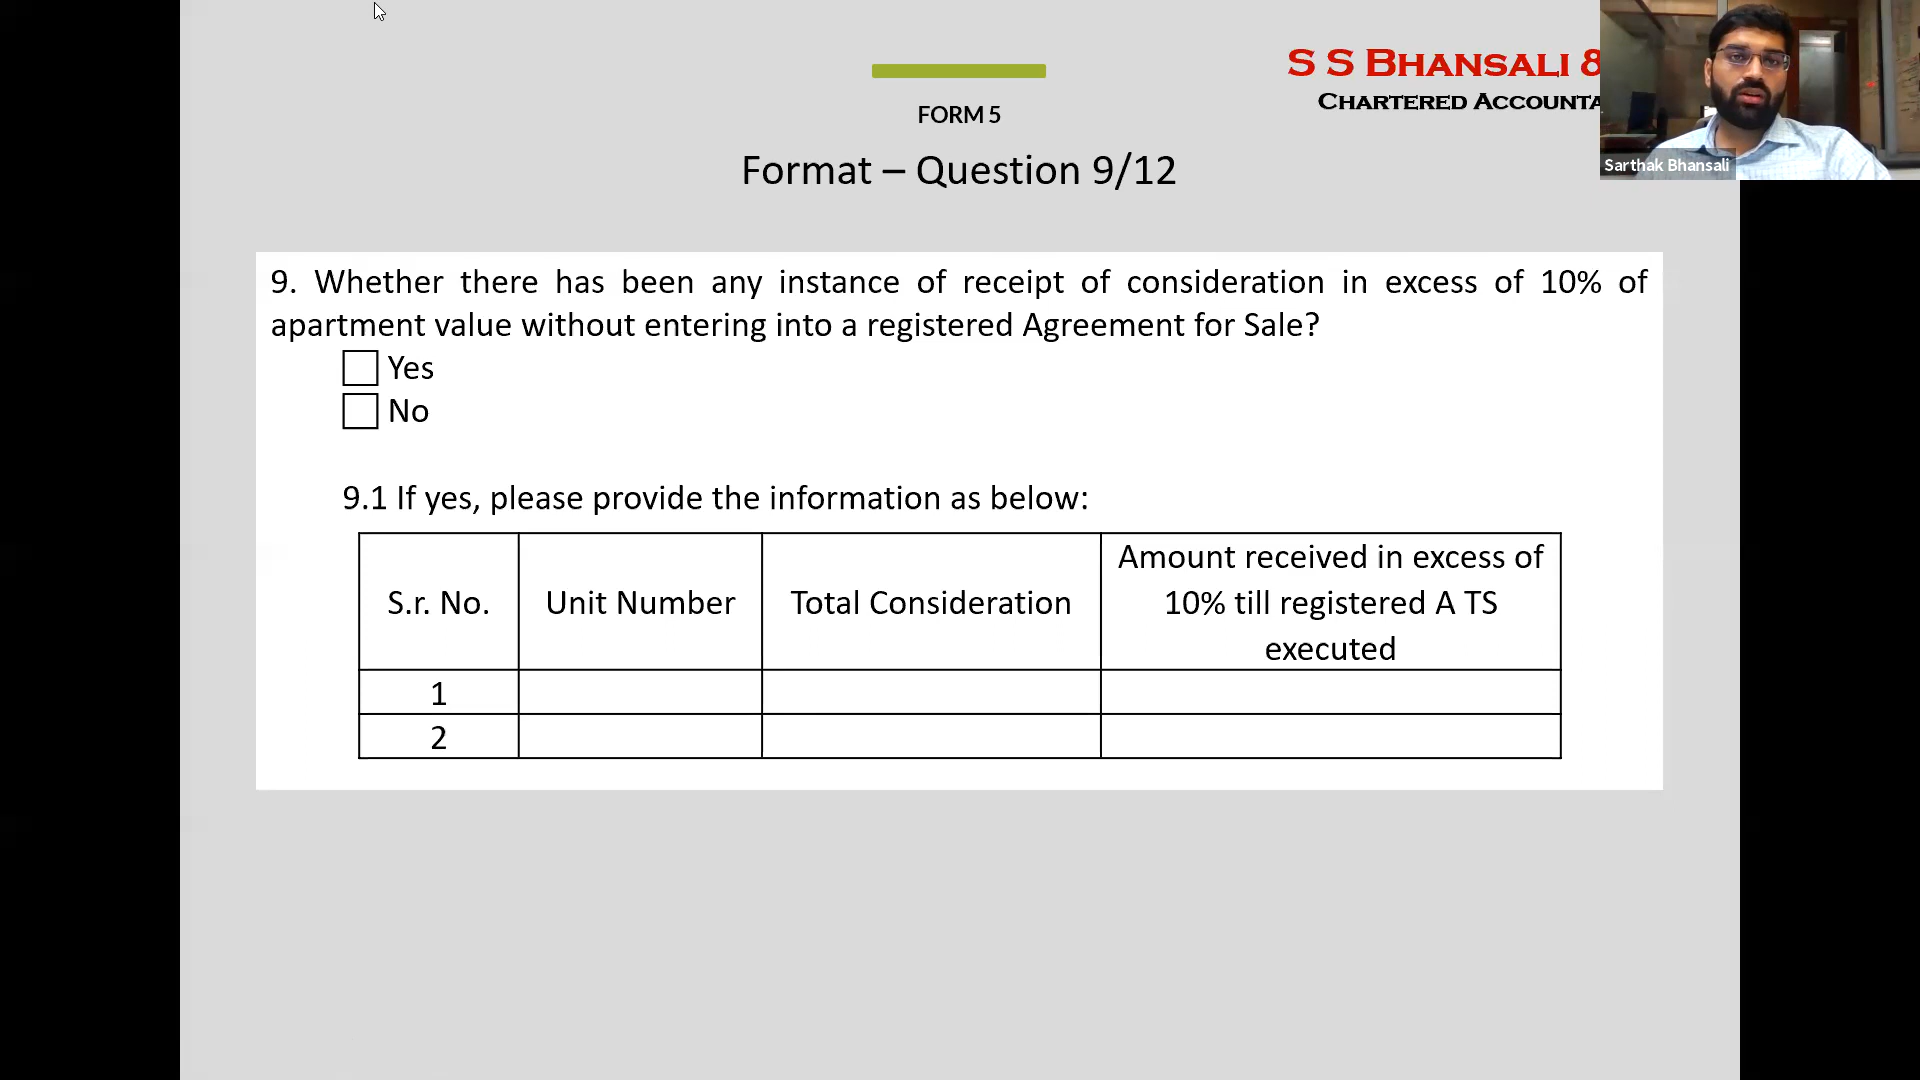 S S BHANSALI &
CHARTERED ACCOUNTA
Sarthak Bhansali
FORM 5
Format – Question 9/12
9. Whether there has been any instance of receipt of consideration in excess of 10% of
apartment value without entering into a registered Agreement for Sale?
Yes
No
9.1 If yes, please provide the information as below:
S.r. No.
Unit Number
Total Consideration
Amount received in excess of
10% till registered A TS
executed
1
2